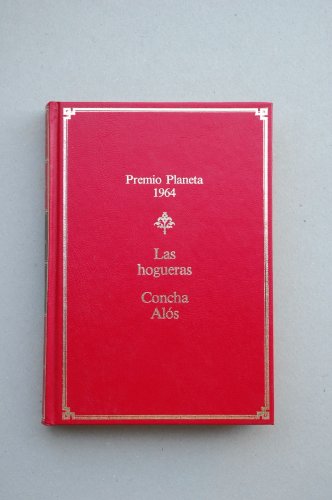 Premio Planeta
1964
Las
hogueras
Concha
Alós